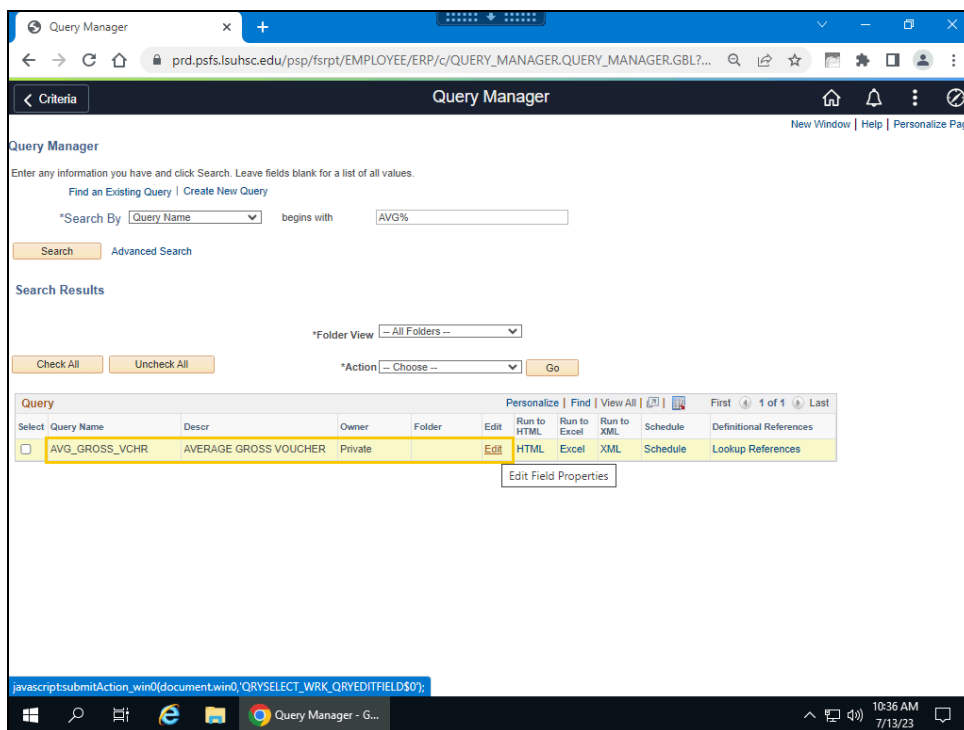 Query Manager
prd.psfs.lsuhsc.edu/psp/fsrpt/EMPLOYEE/ERP/c/QUERY_MANAGER.QUERY_MANAGER.GBL?...
Criteria
Query Manager
New Window | Help | Personalize Pag
Query Manager
Enter any information you have and click Search. Leave fields blank for a list of all values.
Find an Existing Query | Create New Query
*Search By Query Name begins with AVG%
Search Advanced Search
Search Results
*Folder View -- All Folders --
Check All Uncheck All *Action -- Choose -- Go
Query Personalize | Find | View All | First 1 of 1 Last
Select Query Name Descr Owner Folder Edit Run to HTML Run to Excel Run to XML Schedule Definitional References
AVG_GROSS_VCHR AVERAGE GROSS VOUCHER Private Edit HTML Excel XML Schedule Lookup References
Edit Field Properties
javascript:submitAction_win0(document.win0,'QRYSELECT_WRK_QRYEDITFIELD$0');
Query Manager - G...
10:36 AM
7/13/23